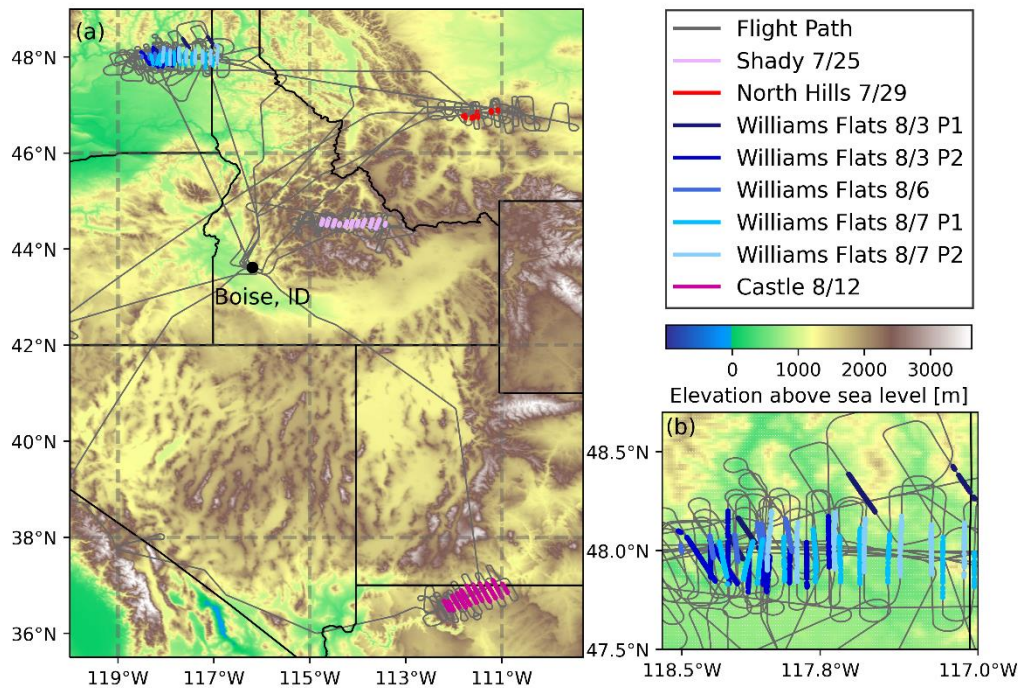 (a)
48°N
46°N
44°N
42°N
40°N
38°N
36°N
119°W
117°W
115°W
113°W
111°W
Boise, ID
Flight Path
Shady 7/25
North Hills 7/29
Williams Flats 8/3 P1
Williams Flats 8/3 P2
Williams Flats 8/6
Williams Flats 8/7 P1
Williams Flats 8/7 P2
Castle 8/12
0 1000 2000 3000
Elevation above sea level [m]
(b)
48.5°N
48.0°N
47.5°N
118.5°W
117.8°W
117.0°W